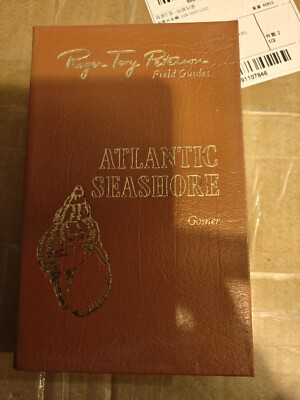 Roger Tory Peterson
Field Guides
ATLANTIC
SEASHORE
Gosner